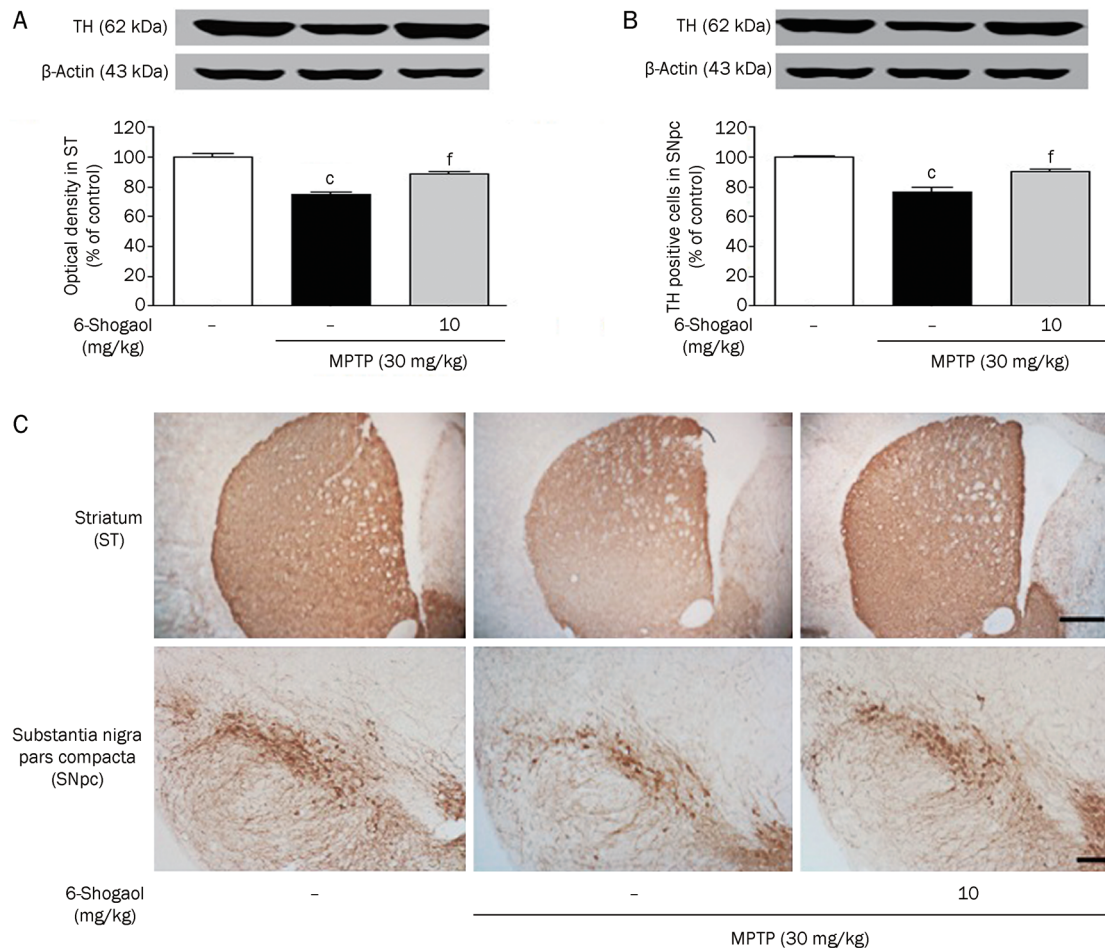 A
TH (62 kDa)
β-Actin (43 kDa)
Optical density in ST
(% of control)
120
100
80
60
40
20
0
c
f
6-Shogaol
(mg/kg)
– – 10
MPTP (30 mg/kg)
B
TH (62 kDa)
β-Actin (43 kDa)
TH positive cells in SNpc
(% of control)
120
100
80
60
40
20
0
c
f
6-Shogaol
(mg/kg)
– – 10
MPTP (30 mg/kg)
C
Striatum
(ST)
Substantia nigra
pars compacta
(SNpc)
6-Shogaol
(mg/kg)
– – 10
MPTP (30 mg/kg)